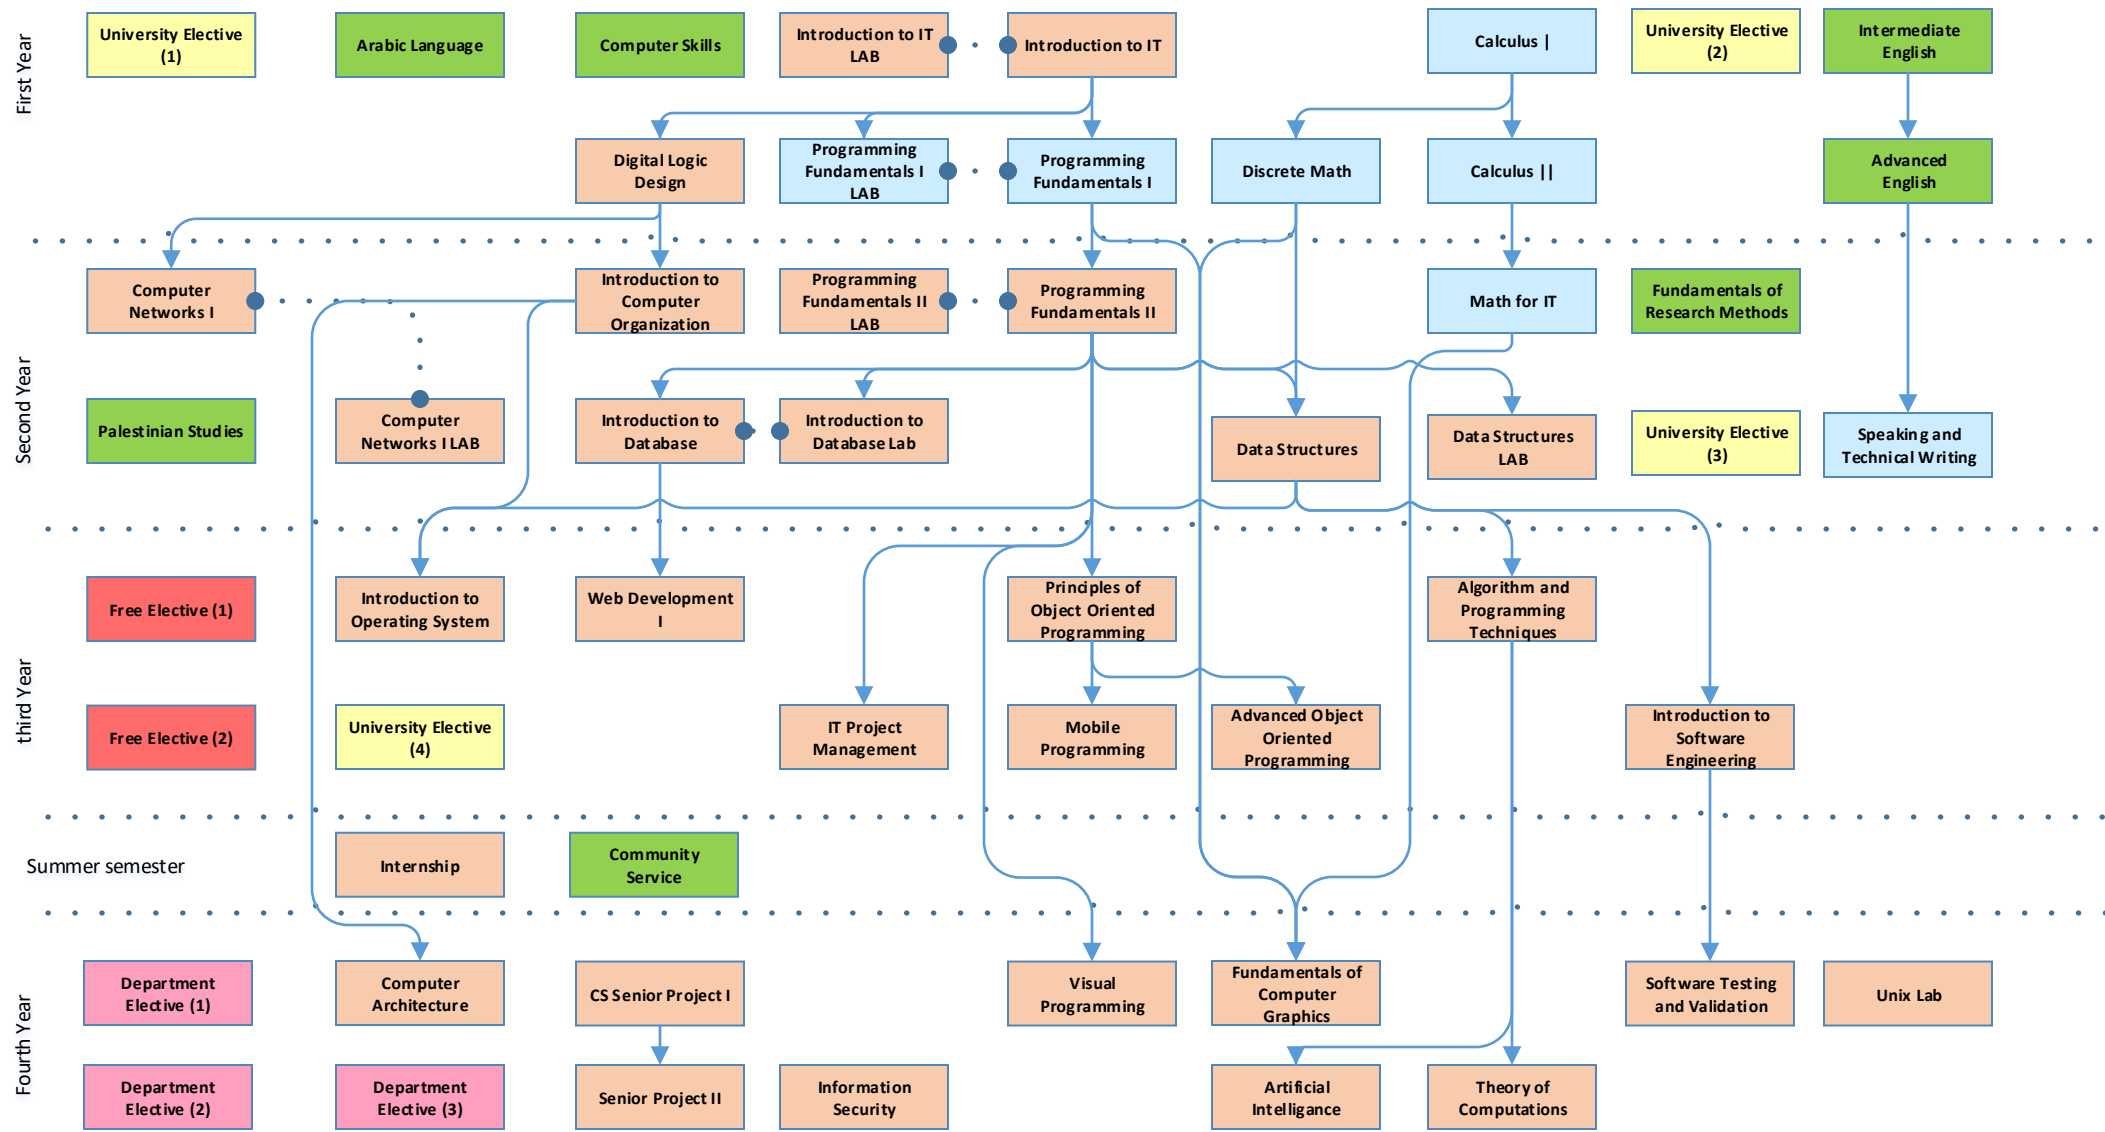 First Year
University Elective
(1)
Arabic Language
Computer Skills
Introduction to IT
LAB
Introduction to IT
Calculus |
University Elective
(2)
Intermediate
English
Digital Logic
Design
Programming
Fundamentals I
LAB
Programming
Fundamentals I
Discrete Math
Calculus ||
Advanced
English
Second Year
Computer
Networks I
Introduction to
Computer
Organization
Programming
Fundamentals II
LAB
Programming
Fundamentals II
Math for IT
Fundamentals of
Research Methods
Palestinian Studies
Computer
Networks I LAB
Introduction to
Database
Introduction to
Database Lab
Data Structures
Data Structures
LAB
University Elective
(3)
Speaking and
Technical Writing
third Year
Free Elective (1)
Introduction to
Operating System
Web Development
I
Principles of
Object Oriented
Programming
Algorithm and
Programming
Techniques
Free Elective (2)
University Elective
(4)
IT Project
Management
Mobile
Programming
Advanced Object
Oriented
Programming
Introduction to
Software
Engineering
Summer semester
Internship
Community
Service
Fourth Year
Department
Elective (1)
Computer
Architecture
CS Senior Project I
Visual
Programming
Fundamentals of
Computer
Graphics
Software Testing
and Validation
Unix Lab
Department
Elective (2)
Department
Elective (3)
Senior Project II
Information
Security
Artificial
Intelligance
Theory of
Computations